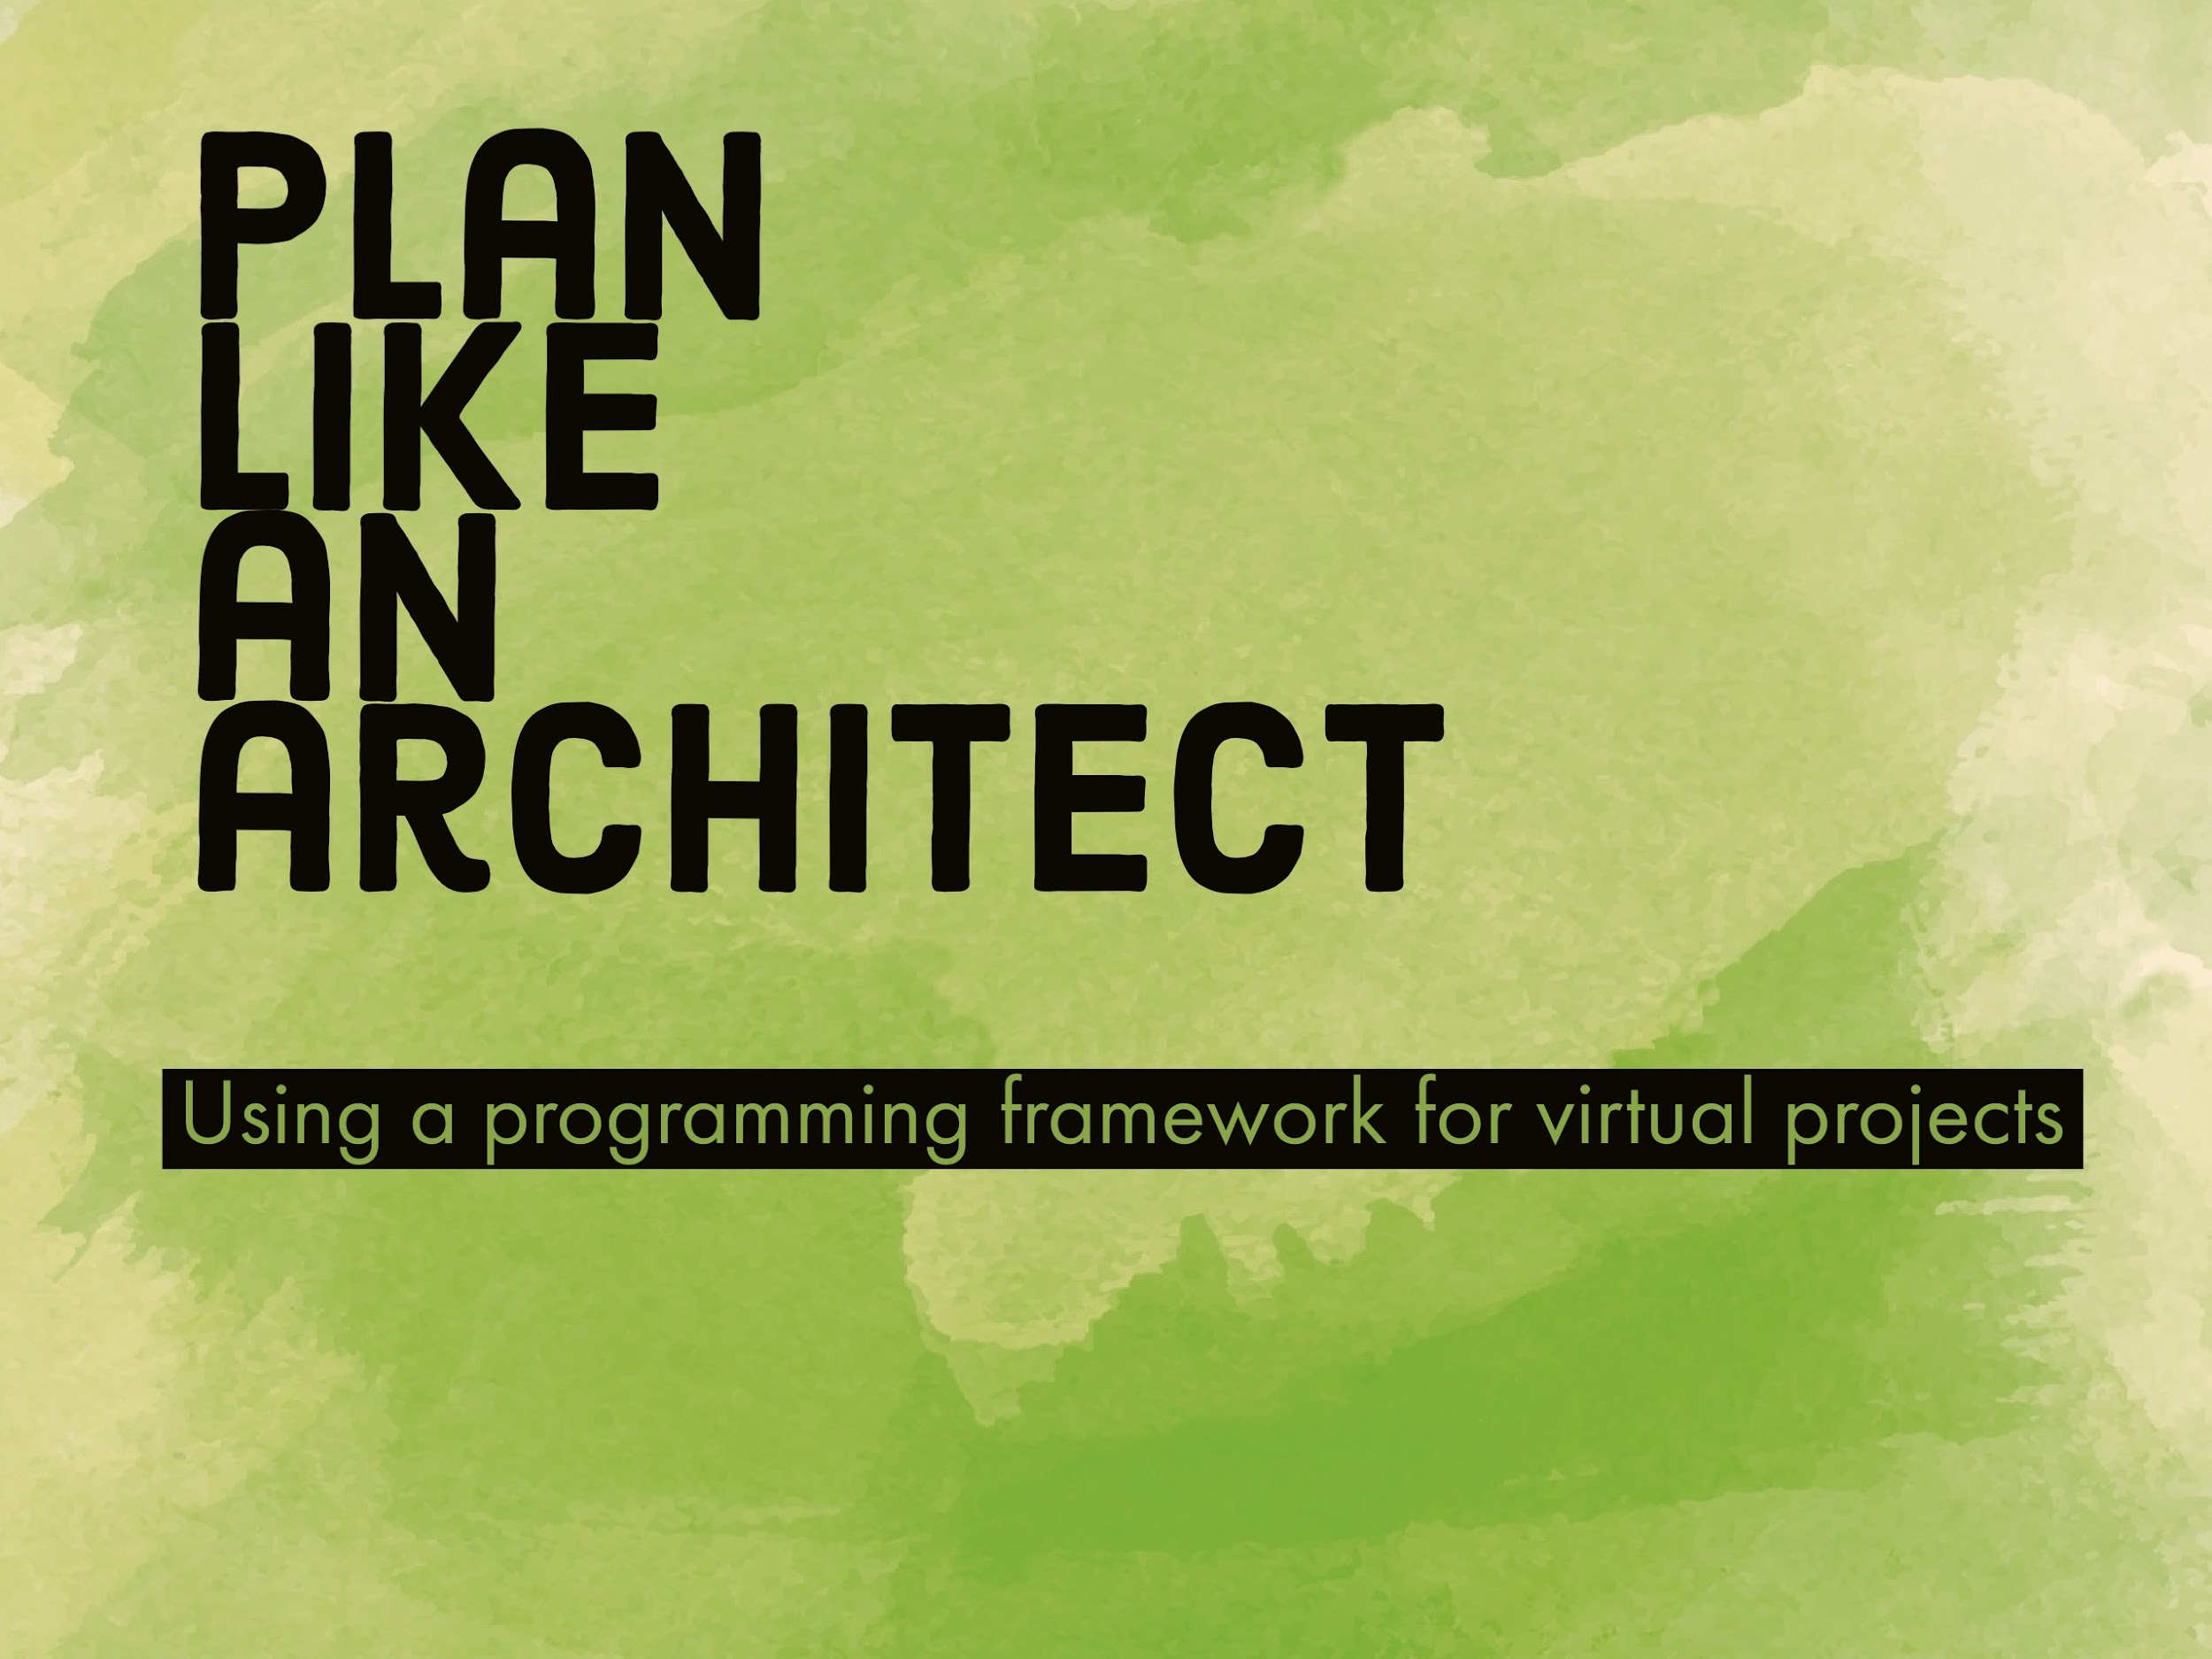 PLAN
LIKE
AN
ARCHITECT
Using a programming framework for virtual projects